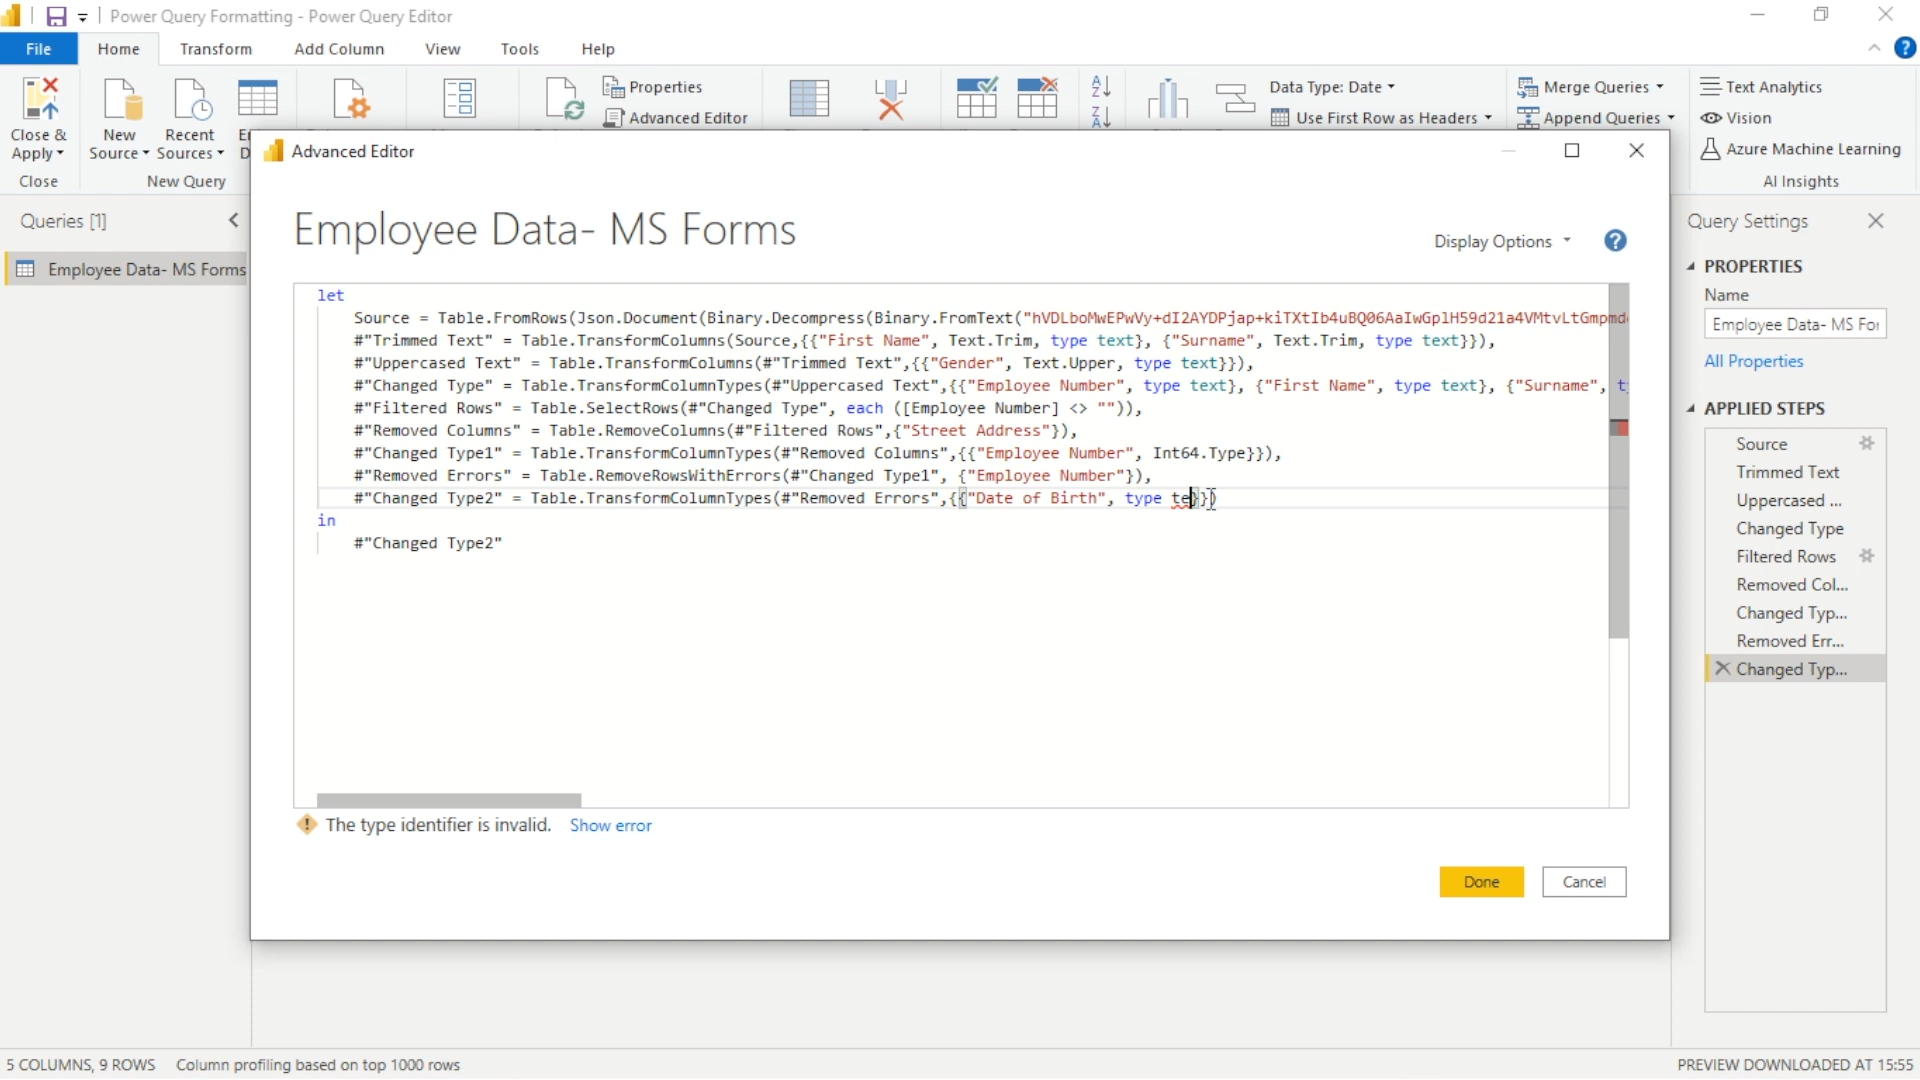 Power Query Formatting - Power Query Editor
File Home Transform Add Column View Tools Help
Close & Apply
New Source
Recent Sources
Properties
Advanced Editor
Data Type: Date
Use First Row as Headers
Merge Queries
Append Queries
Text Analytics
Vision
Azure Machine Learning
Close
New Query
AI Insights
Queries [1]
Employee Data- MS Forms
Advanced Editor
Employee Data- MS Forms
Display Options
let
Source = Table.FromRows(Json.Document(Binary.Decompress(Binary.FromText("hVDLboMwEPwVy+dI2AYDPjap+kiTXtIb4uBQ06AaIwGplH59d21a4VMtvLtGmpmd
#"Trimmed Text" = Table.TransformColumns(Source,{{"First Name", Text.Trim, type text}, {"Surname", Text.Trim, type text}}),
#"Uppercased Text" = Table.TransformColumns(#"Trimmed Text",{{"Gender", Text.Upper, type text}}),
#"Changed Type" = Table.TransformColumnTypes(#"Uppercased Text",{{"Employee Number", type text}, {"First Name", type text}, {"Surname", t
#"Filtered Rows" = Table.SelectRows(#"Changed Type", each ([Employee Number] <> "")),
#"Removed Columns" = Table.RemoveColumns(#"Filtered Rows",{"Street Address"}),
#"Changed Type1" = Table.TransformColumnTypes(#"Removed Columns",{{"Employee Number", Int64.Type}}),
#"Removed Errors" = Table.RemoveRowsWithErrors(#"Changed Type1", {"Employee Number"}),
#"Changed Type2" = Table.TransformColumnTypes(#"Removed Errors",{{"Date of Birth", type te}})
in
#"Changed Type2"
The type identifier is invalid. Show error
Done Cancel
Query Settings
PROPERTIES
Name
Employee Data- MS For
All Properties
APPLIED STEPS
Source
Trimmed Text
Uppercased ...
Changed Type
Filtered Rows
Removed Col...
Changed Typ...
Removed Err...
Changed Typ...
5 COLUMNS, 9 ROWS Column profiling based on top 1000 rows
PREVIEW DOWNLOADED AT 15:55